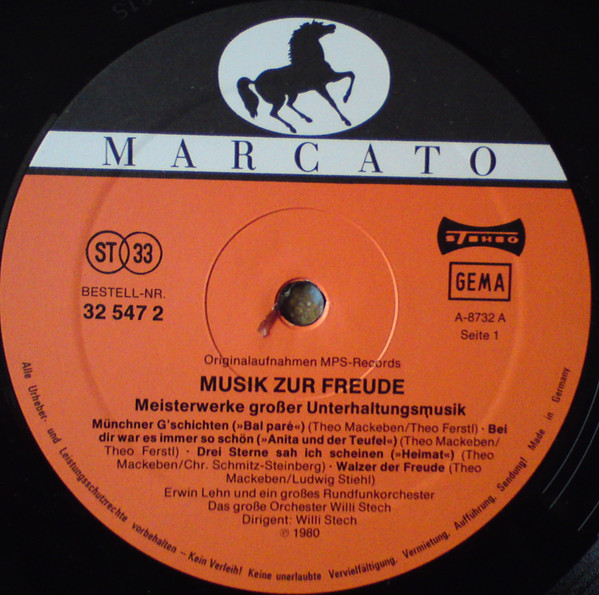 MARCATO
ST 33
STEREO
BESTELL-NR.
32 547 2
GEMA
A-8732 A
Seite 1
Originalaufnahmen MPS-Records
MUSIK ZUR FREUDE
Meisterwerke großer Unterhaltungsmusik
Münchner G'schichten (»Bal paré«) (Theo Mackeben/Theo Ferstl) · Bei
dir war es immer so schön (»Anita und der Teufel«) (Theo Mackeben/
Theo Ferstl) · Drei Sterne sah ich scheinen (»Heimat«) (Theo
Mackeben/Chr. Schmitz-Steinberg) · Walzer der Freude (Theo
Mackeben/Ludwig Stiehl)
Erwin Lehn und ein großes Rundfunkorchester
Das große Orchester Willi Stech
Dirigent: Willi Stech
℗ 1980
Alle Urheber- und Leistungsschutzrechte vorbehalten – Kein Verleih! Keine unerlaubte Vervielfältigung, Vermietung, Aufführung, Sendung! Made in Germany